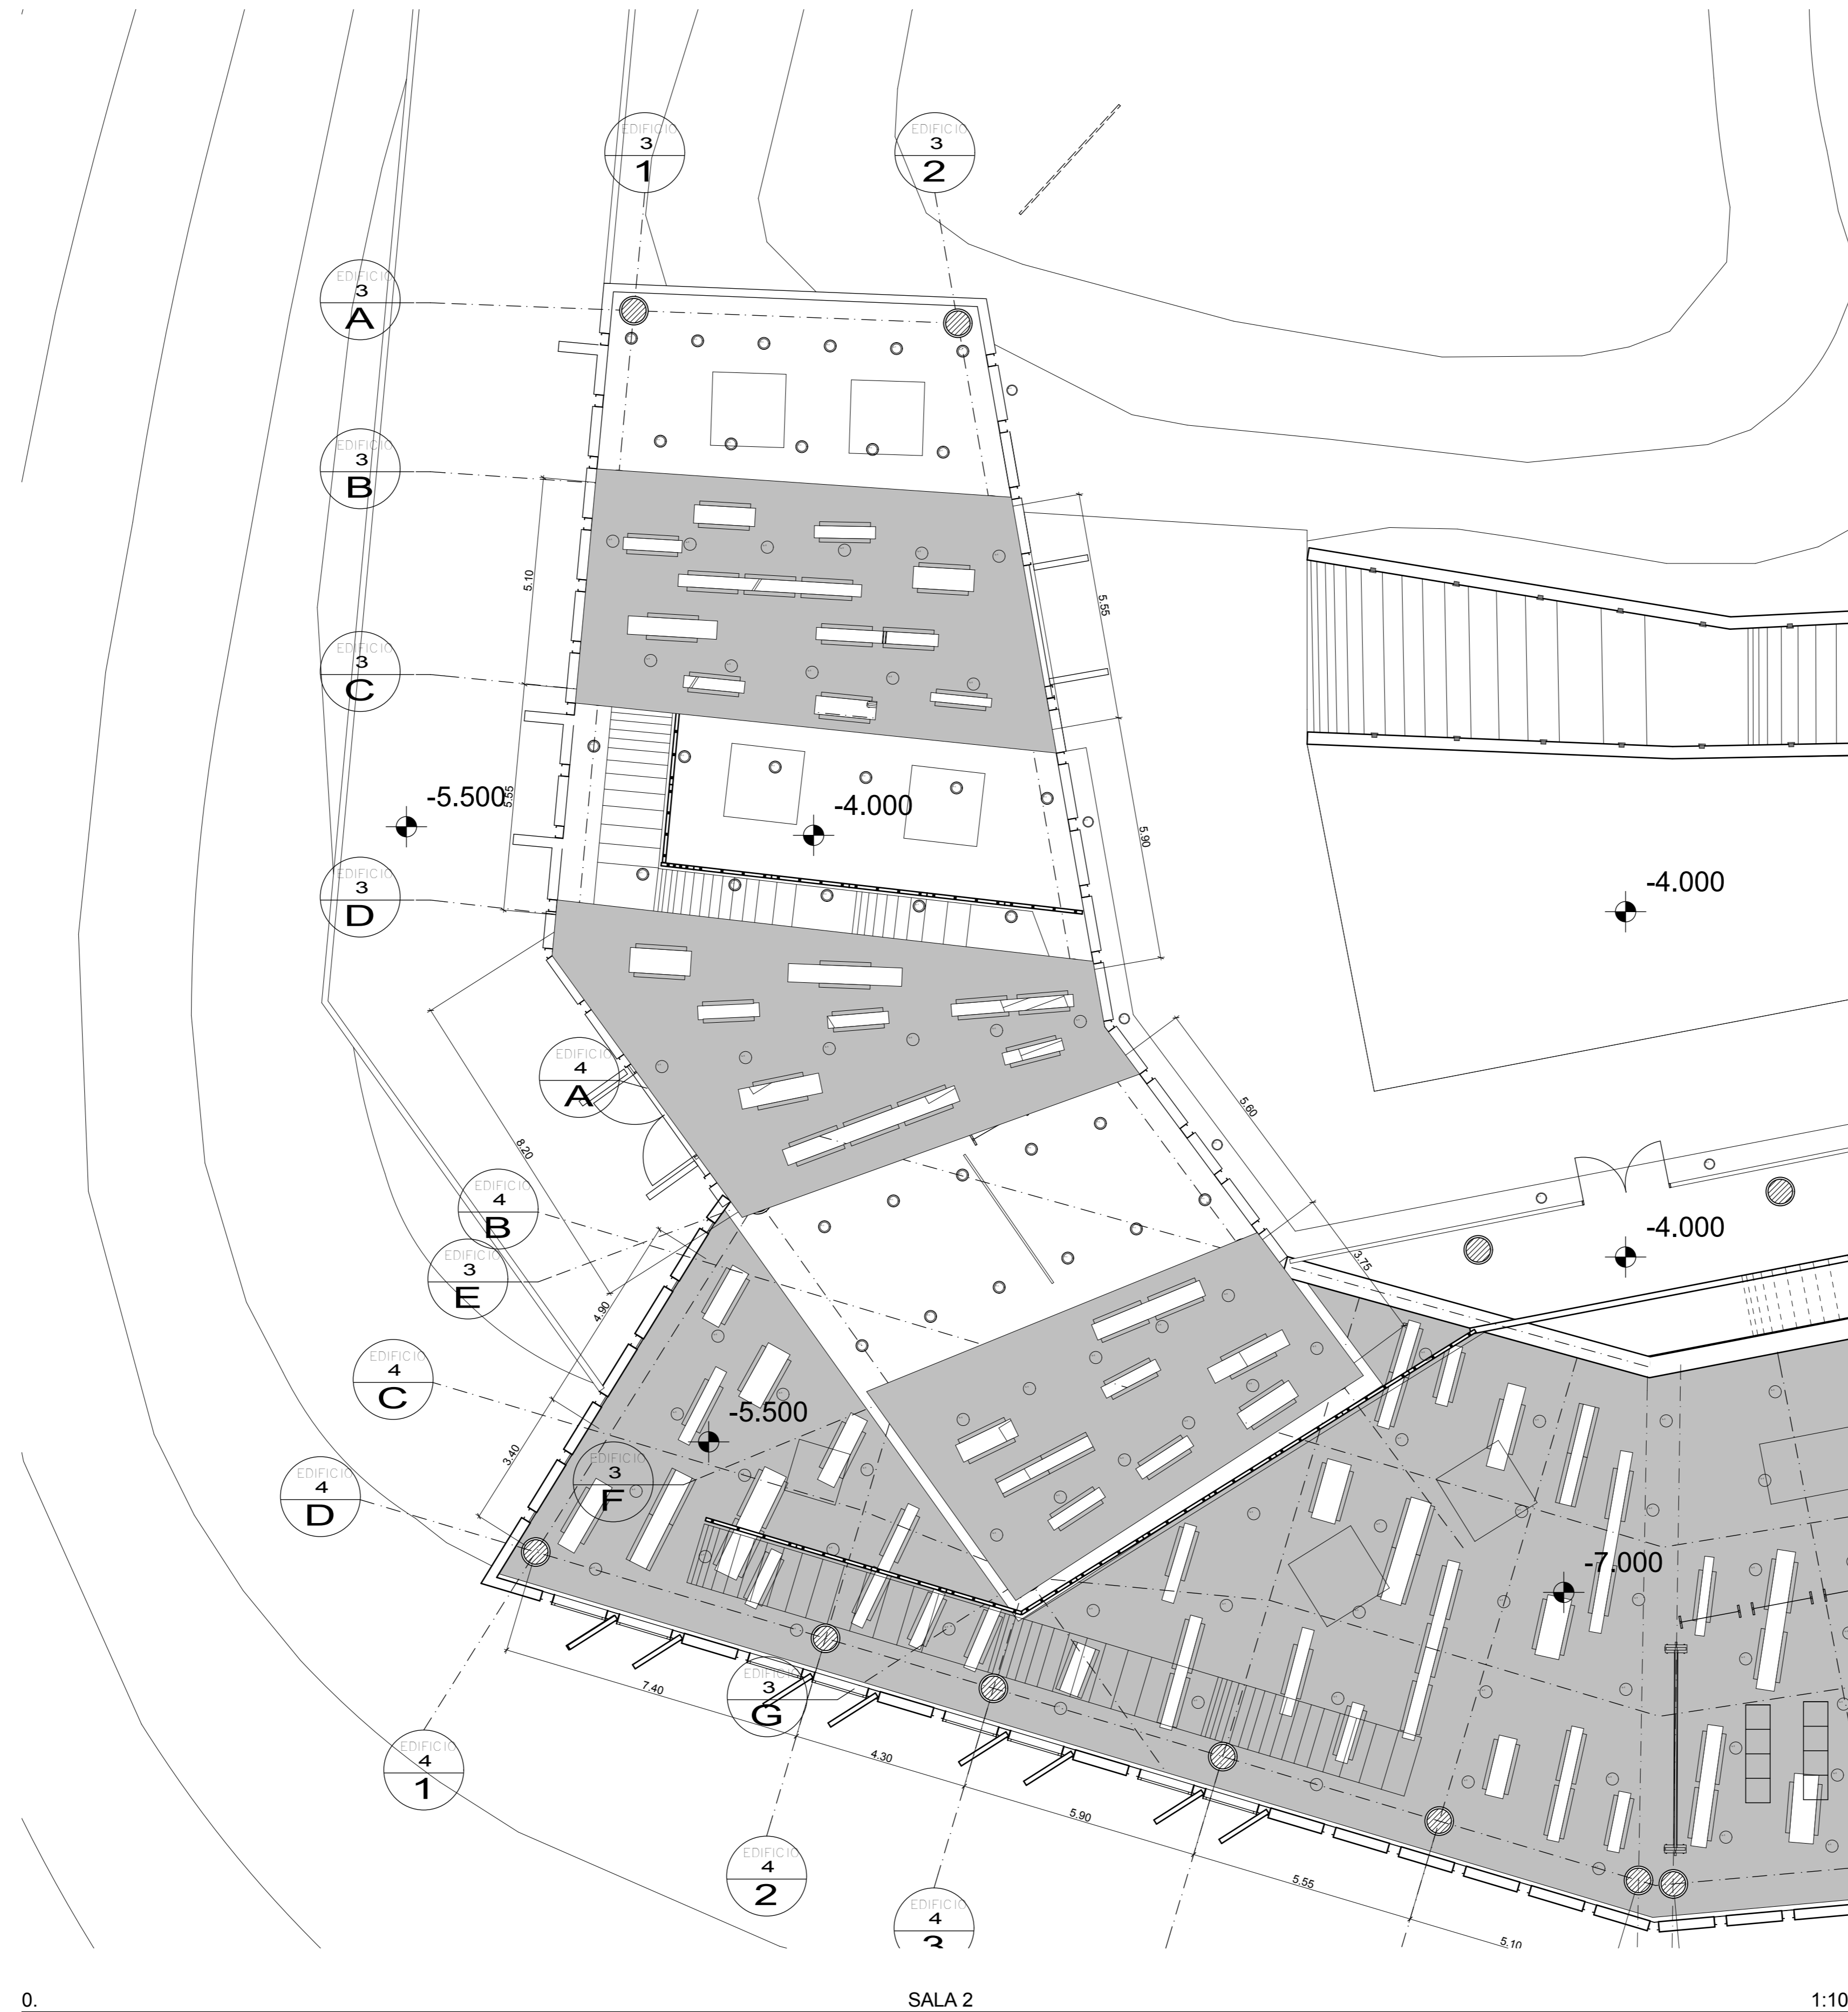 EDIFICIO
3
1
EDIFICIO
3
2
EDIFICIO
3
A
EDIFICIO
3
B
5.10
5.55
EDIFICIO
3
C
-5.500
5.55
-4.000
5.90
-4.000
EDIFICIO
3
D
EDIFICIO
4
A
5.60
8.20
EDIFICIO
4
B
-4.000
EDIFICIO
3
E
3.75
4.90
EDIFICIO
4
C
-5.500
3.40
EDIFICIO
3
F
EDIFICIO
4
D
-7.000
EDIFICIO
3
G
7.40
4.30
EDIFICIO
4
1
5.90
EDIFICIO
4
2
5.55
EDIFICIO
4
3
5.10
0.
SALA 2
1:10